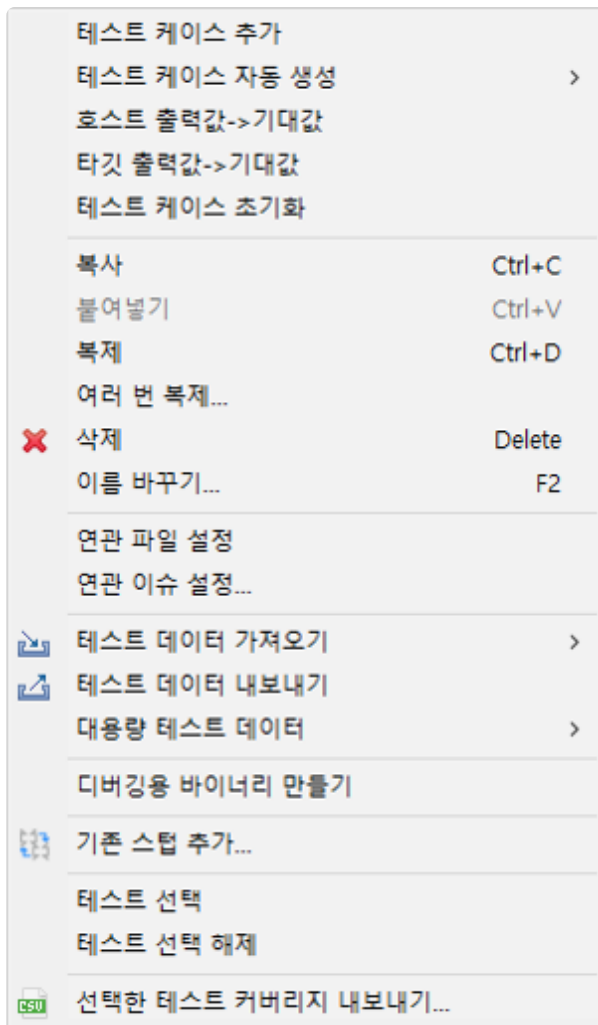 테스트 케이스 추가
테스트 케이스 자동 생성
호스트 출력값->기대값
타깃 출력값->기대값
테스트 케이스 초기화
복사 Ctrl+C
붙여넣기 Ctrl+V
복제 Ctrl+D
여러 번 복제...
삭제 Delete
이름 바꾸기... F2
연관 파일 설정
연관 이슈 설정...
테스트 데이터 가져오기
테스트 데이터 내보내기
대용량 테스트 데이터
디버깅용 바이너리 만들기
기존 스텁 추가...
테스트 선택
테스트 선택 해제
CSV 선택한 테스트 커버리지 내보내기...